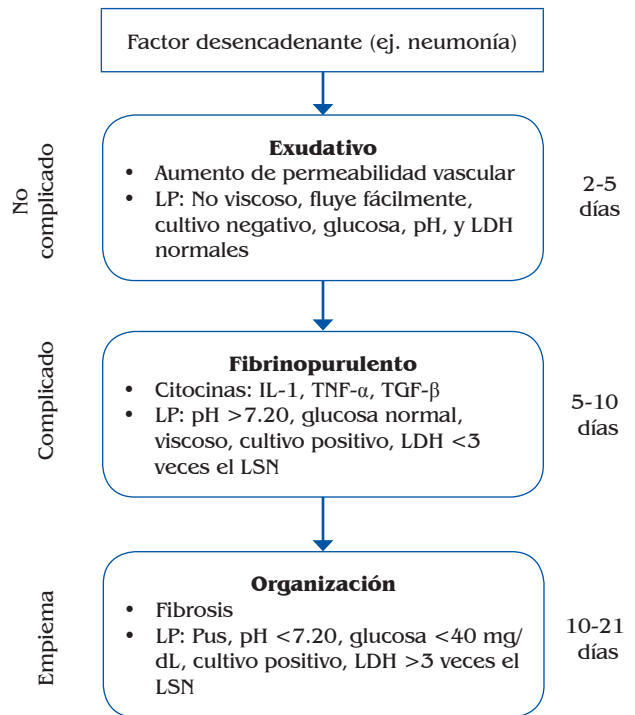 Factor desencadenante (ej. neumonía)
No
complicado
Exudativo
• Aumento de permeabilidad vascular
• LP: No viscoso, fluye fácilmente,
cultivo negativo, glucosa, pH, y LDH
normales
2-5
días
Complicado
Fibrinopurulento
• Citocinas: IL-1, TNF-α, TGF-β
• LP: pH >7.20, glucosa normal,
viscoso, cultivo positivo, LDH <3
veces el LSN
5-10
días
Empiema
Organización
• Fibrosis
• LP: Pus, pH <7.20, glucosa <40 mg/
dL, cultivo positivo, LDH >3 veces el
LSN
10-21
días